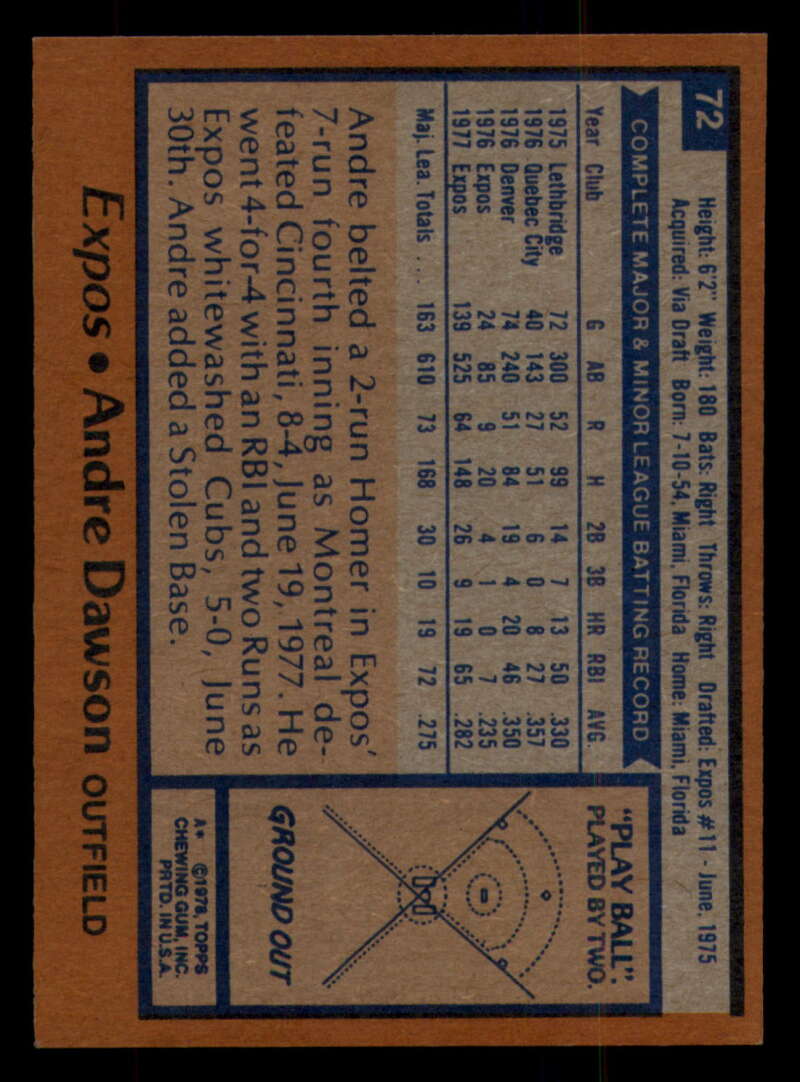 72
Height: 6'2" Weight: 180 Bats: Right Throws: Right Drafted: Expos #11 - June, 1975
Acquired: Via Draft Born: 7-10-54, Miami, Florida Home: Miami, Florida
COMPLETE MAJOR & MINOR LEAGUE BATTING RECORD
Year Club G AB R H 2B 3B HR RBI AVG.
1975 Lethbridge 72 300 52 99 14 7 13 50 .330
1976 Quebec City 40 143 27 51 6 0 8 27 .357
1976 Denver 74 240 51 84 19 4 20 46 .350
1976 Expos 24 85 9 20 4 1 0 7 .235
1977 Expos 139 525 64 148 26 9 19 65 .282
Maj. Lea. Totals .... 163 610 73 168 30 10 19 72 .275
Andre belted a 2-run Homer in Expos'
7-run fourth inning as Montreal de-
feated Cincinnati, 8-4, June 19, 1977. He
went 4-for-4 with an RBI and two Runs as
Expos whitewashed Cubs, 5-0, June
30th. Andre added a Stolen Base.
"PLAY BALL".
PLAYED BY TWO.
GROUND OUT
A* ©1978, TOPPS
CHEWING GUM, INC.
PRTD. IN U.S.A.
Expos • Andre Dawson OUTFIELD